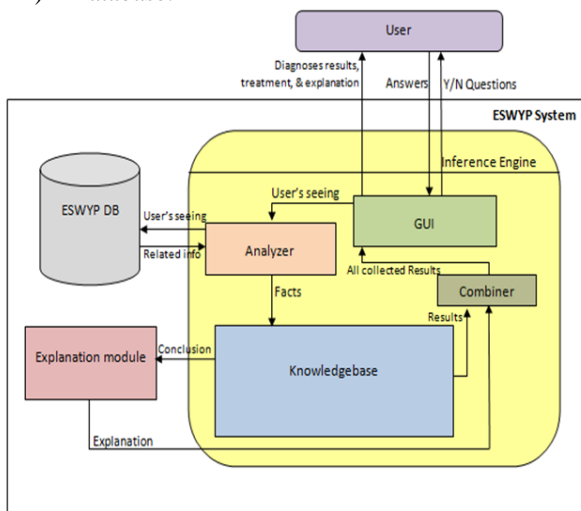 User
Diagnoses results,
treatment, & explanation
Answers
Y/N Questions
ESWYP System
Inference Engine
ESWYP DB
User's seeing
User's seeing
GUI
Related info
Analyzer
All collected Results
Combiner
Facts
Results
Explanation module
Conclusion
Knowledgebase
Explanation